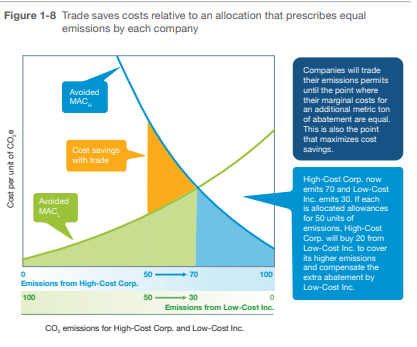 Figure 1-8 Trade saves costs relative to an allocation that prescribes equal
emissions by each company
Avoided
MACH
Cost savings
with trade
Avoided
MACL
Cost per unit of CO2e
0
50
70
100
Emissions from High-Cost Corp.
100
50
30
0
Emissions from Low-Cost Inc.
CO2 emissions for High-Cost Corp. and Low-Cost Inc.
Companies will trade
their emissions permits
until the point where
their marginal costs for
an additional metric ton
of abatement are equal.
This is also the point
that maximizes cost
savings.
High-Cost Corp. now
emits 70 and Low-Cost
Inc. emits 30. If each
is allocated allowances
for 50 units of
emissions, High-Cost
Corp. will buy 20 from
Low-Cost Inc. to cover
its higher emissions
and compensate the
extra abatement by
Low-Cost Inc.